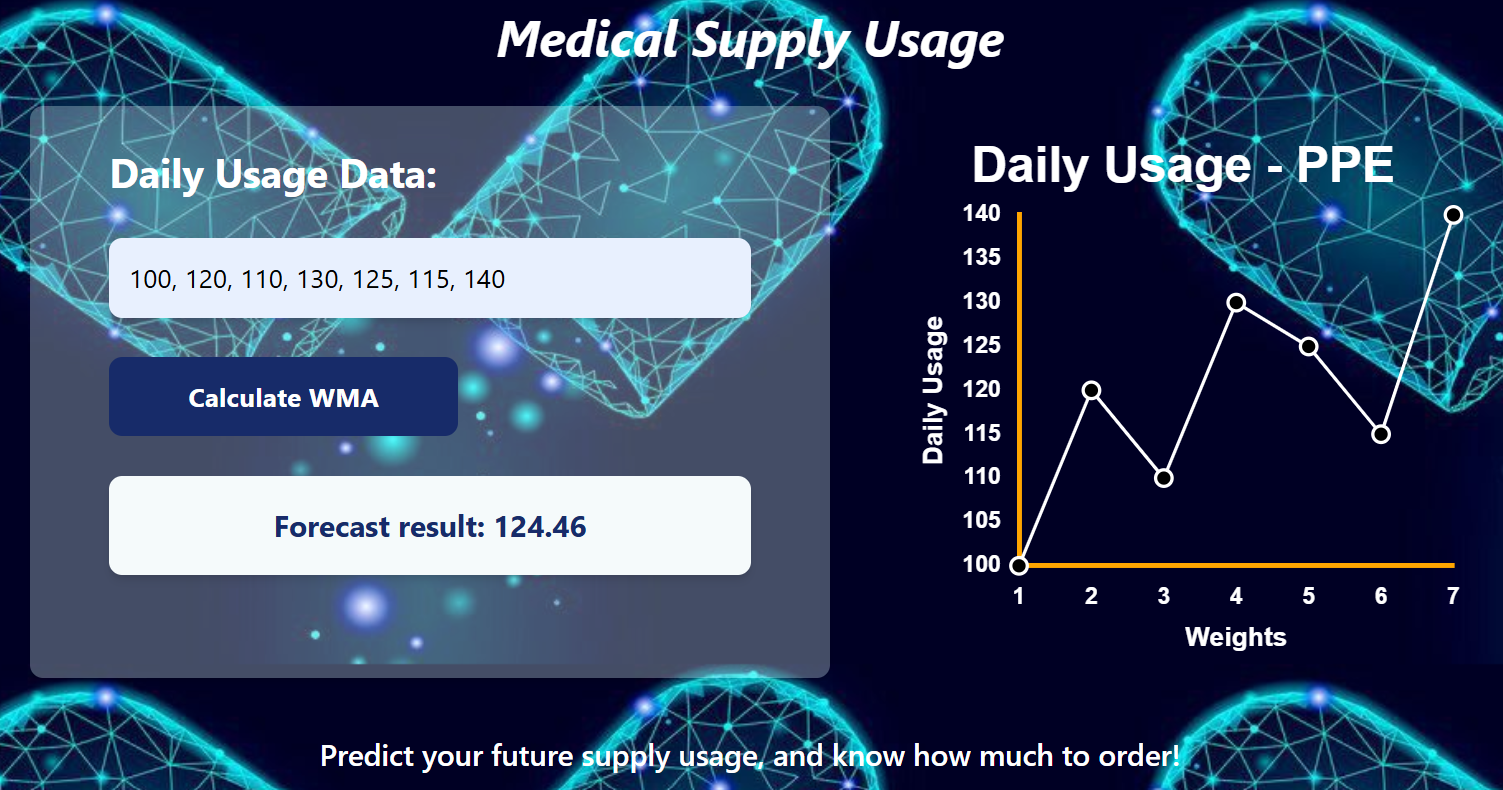 Medical Supply Usage
Daily Usage Data:
100, 120, 110, 130, 125, 115, 140
Calculate WMA
Forecast result: 124.46
Daily Usage - PPE
Daily Usage
140
135
130
125
120
115
110
105
100
1 2 3 4 5 6 7
Weights
Predict your future supply usage, and know how much to order!